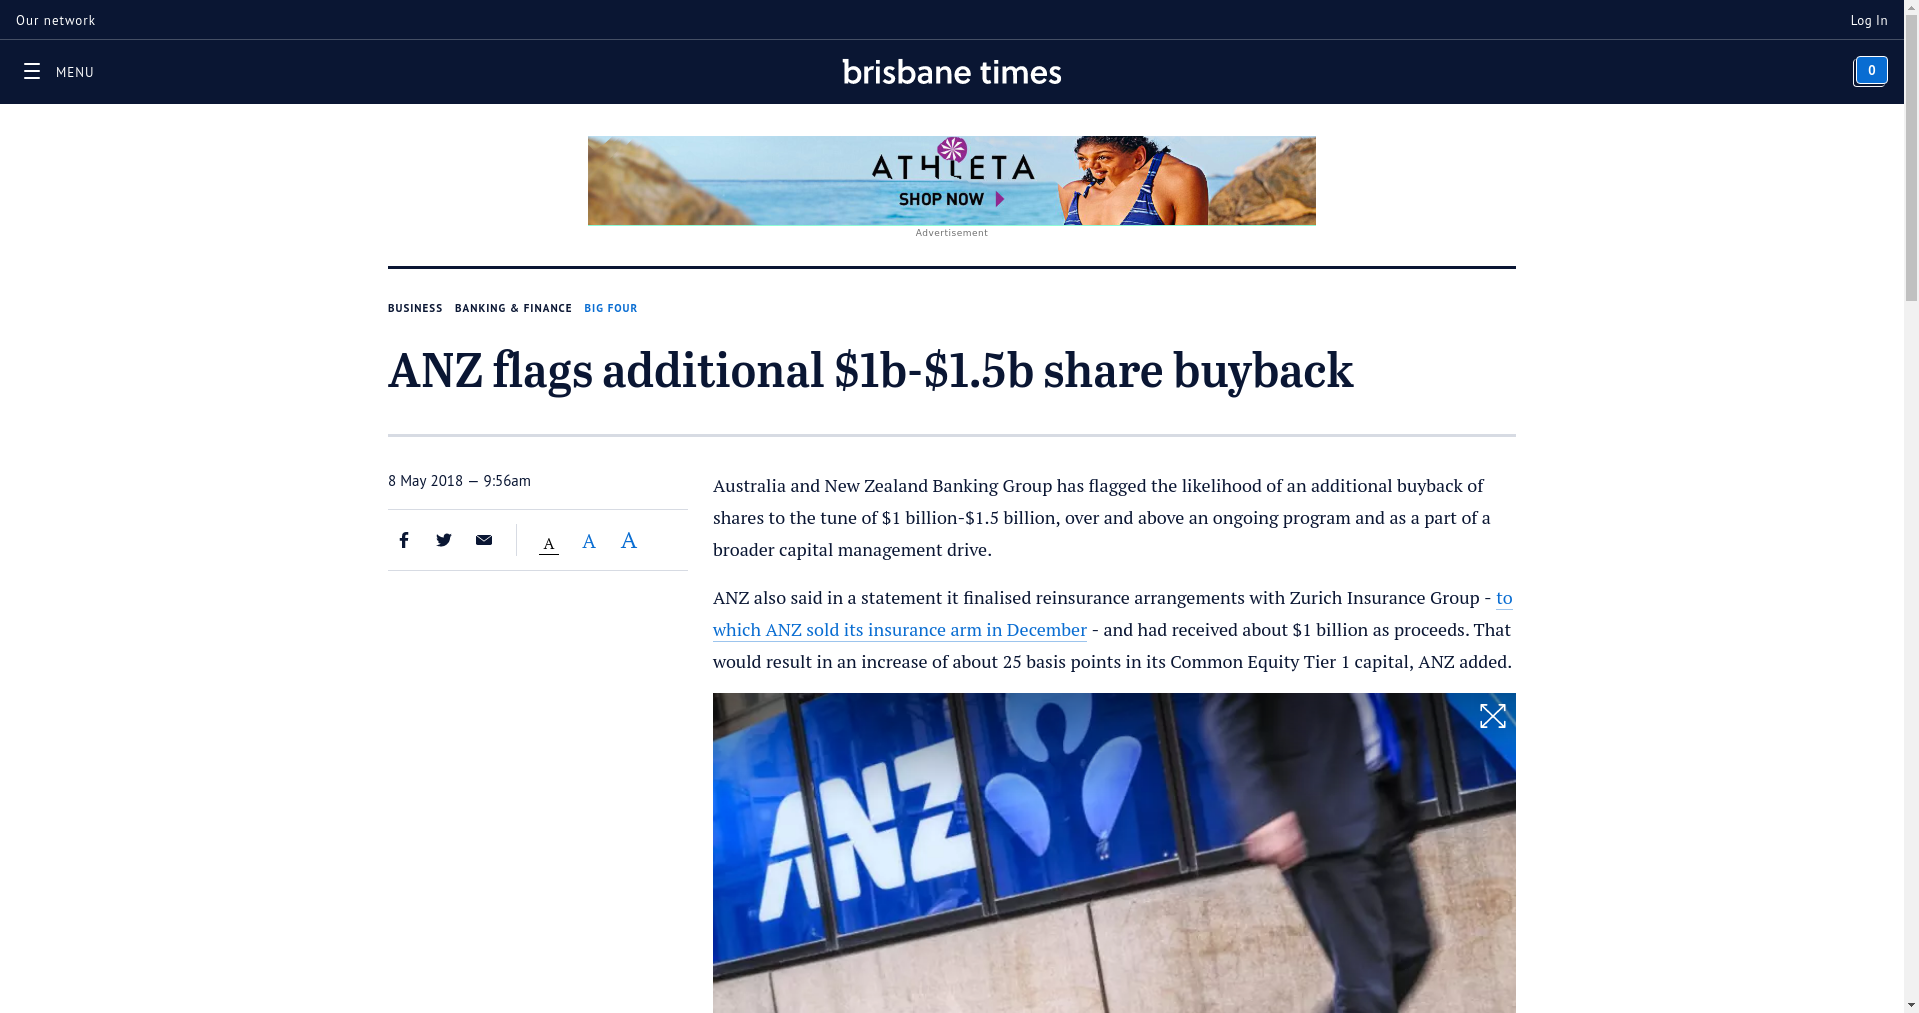 Our network
Log In
MENU
brisbane times
0
ATHLETA
SHOP NOW
Advertisement
BUSINESS BANKING & FINANCE BIG FOUR
ANZ flags additional $1b-$1.5b share buyback
8 May 2018 — 9:56am
A A A
Australia and New Zealand Banking Group has flagged the likelihood of an additional buyback of
shares to the tune of $1 billion-$1.5 billion, over and above an ongoing program and as a part of a
broader capital management drive.
ANZ also said in a statement it finalised reinsurance arrangements with Zurich Insurance Group - to
which ANZ sold its insurance arm in December - and had received about $1 billion as proceeds. That
would result in an increase of about 25 basis points in its Common Equity Tier 1 capital, ANZ added.
ANZ